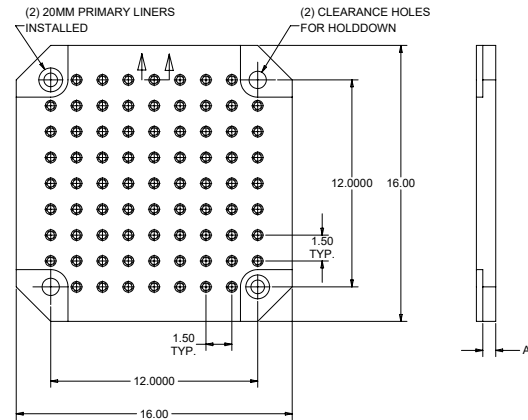 (2) 20MM PRIMARY LINERS
INSTALLED
(2) CLEARANCE HOLES
FOR HOLDDOWN
12.0000
16.00
1.50
TYP.
1.50
TYP.
12.0000
16.00
A